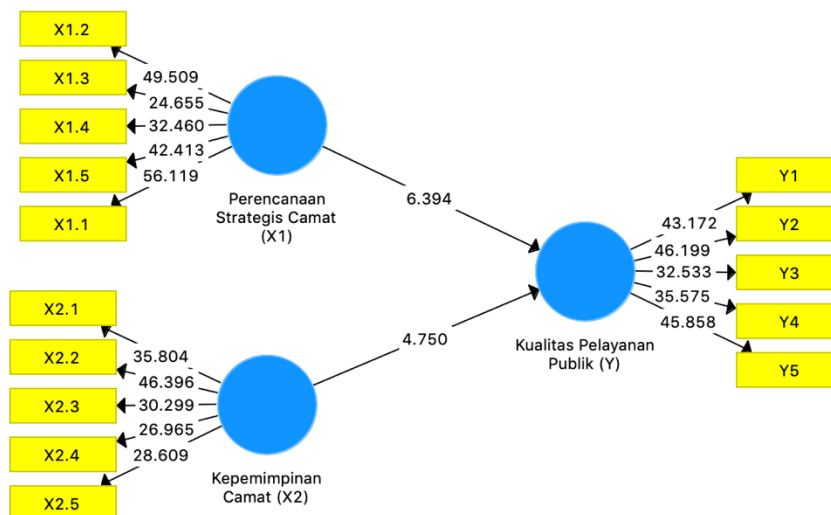 X1.2
X1.3
X1.4
X1.5
X1.1
49.509
24.655
32.460
42.413
56.119
Perencanaan
Strategis Camat
(X1)
6.394
X2.1
X2.2
X2.3
X2.4
X2.5
35.804
46.396
30.299
26.965
28.609
Kepemimpinan
Camat (X2)
4.750
Kualitas Pelayanan
Publik (Y)
43.172
46.199
32.533
35.575
45.858
Y1
Y2
Y3
Y4
Y5